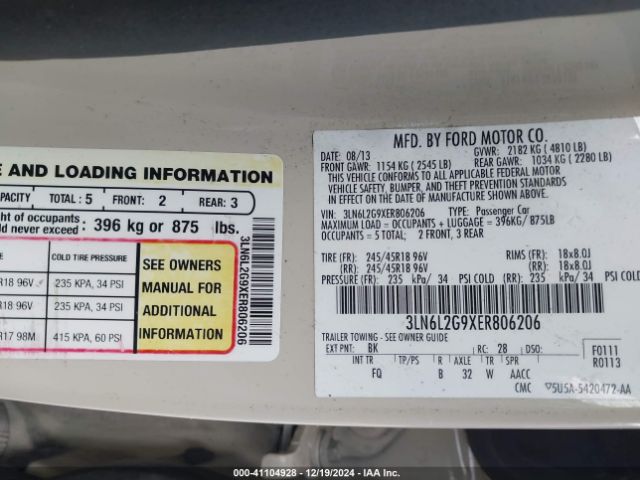 E AND LOADING INFORMATION
PACITY TOTAL: 5 FRONT: 2 REAR: 3
ht of occupants:
ld never exceed: 396 kg or 875 lbs.
COLD TIRE PRESSURE
R18 96V 235 KPA, 34 PSI
R18 96V 235 KPA, 34 PSI
R17 98M 415 KPA, 60 PSI
SEE OWNERS
MANUAL FOR
ADDITIONAL
INFORMATION
3LN6L2G9XER806206
MFD. BY FORD MOTOR CO.
DATE: 08/13 GVWR: 2182 KG ( 4810 LB)
FRONT GAWR: 1154 KG ( 2545 LB) REAR GAWR: 1034 KG ( 2280 LB)
THIS VEHICLE CONFORMS TO ALL APPLICABLE FEDERAL MOTOR
VEHICLE SAFETY, BUMPER, AND THEFT PREVENTION STANDARDS IN
EFFECT ON THE DATE OF MANUFACTURE SHOWN ABOVE.
VIN: 3LN6L2G9XER806206 TYPE: Passenger Car
MAXIMUM LOAD = OCCUPANTS + LUGGAGE = 396KG/ 875LB
OCCUPANTS = 5 TOTAL; 2 FRONT, 3 REAR
TIRE (FR): 245/45R18 96V RIMS (FR): 18x8.0J
(RR): 245/45R18 96V (RR): 18x8.0J
PRESSURE (FR): 235 kPa/ 34 PSI COLD (RR): 235 kPa/ 34 PSI COLD
3LN6L2G9XER806206
TRAILER TOWING - SEE OWNER GUIDE
EXT PNT: BK RC: 28 DSO: F0111
INT TR TP/PS R AXLE TR SPR R0113
FQ B 32 W AACC
CMC 5U5A-5420472-AA
000-41104928 - 12/19/2024 - IAA Inc.